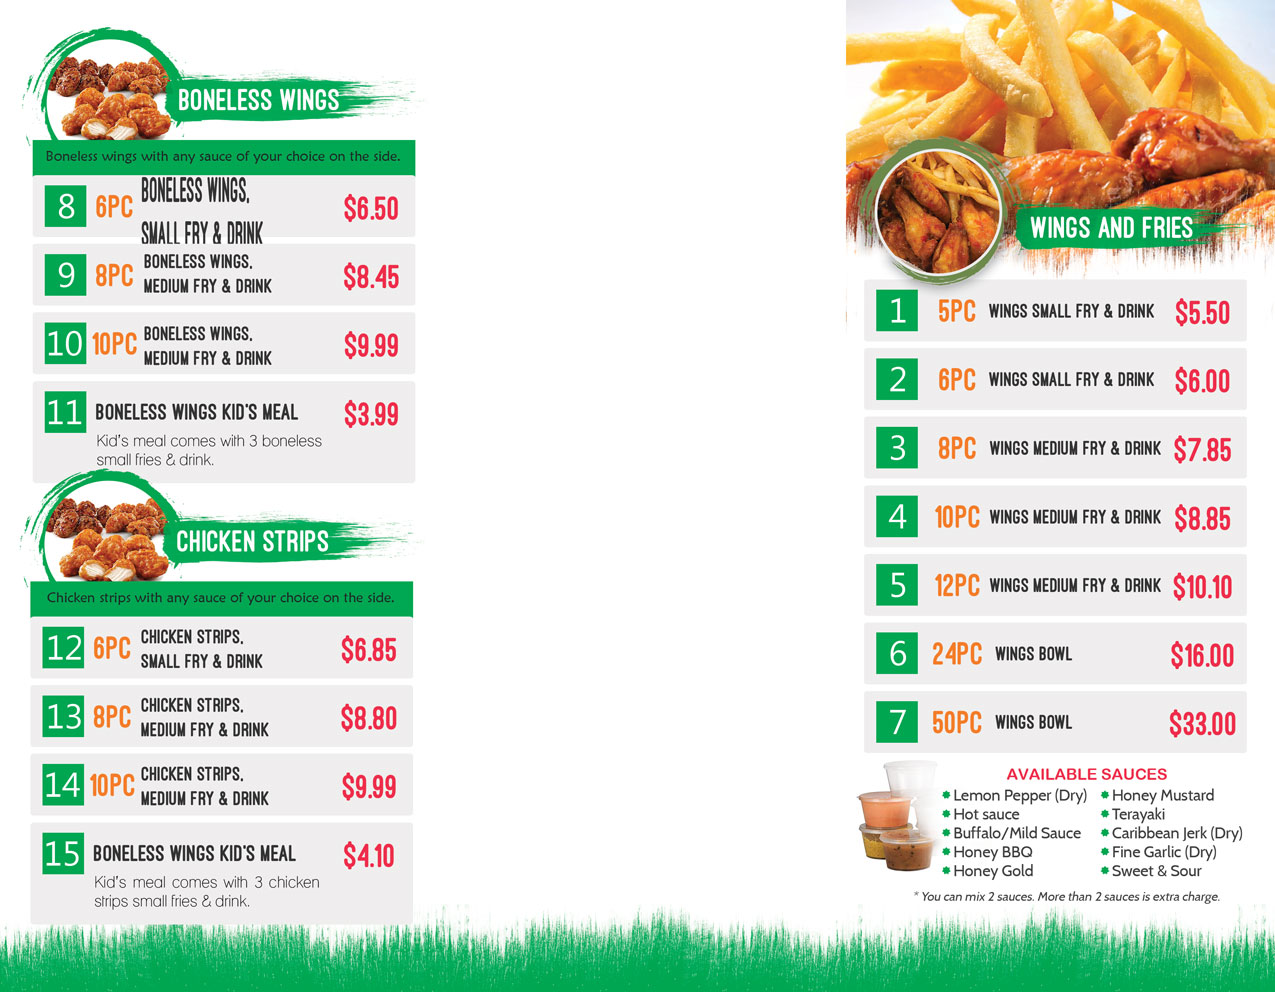 BONELESS WINGS
Boneless wings with any sauce of your choice on the side.
8 6PC BONELESS WINGS, $6.50
SMALL FRY & DRINK
9 8PC BONELESS WINGS, $8.45
MEDIUM FRY & DRINK
10 10PC BONELESS WINGS, $9.99
MEDIUM FRY & DRINK
11 BONELESS WINGS KID'S MEAL $3.99
Kid's meal comes with 3 boneless
small fries & drink.
CHICKEN STRIPS
Chicken strips with any sauce of your choice on the side.
12 6PC CHICKEN STRIPS, $6.85
SMALL FRY & DRINK
13 8PC CHICKEN STRIPS, $8.80
MEDIUM FRY & DRINK
14 10PC CHICKEN STRIPS, $9.99
MEDIUM FRY & DRINK
15 BONELESS WINGS KID'S MEAL $4.10
Kid's meal comes with 3 chicken
strips small fries & drink.
WINGS AND FRIES
1 5PC WINGS SMALL FRY & DRINK $5.50
2 6PC WINGS SMALL FRY & DRINK $6.00
3 8PC WINGS MEDIUM FRY & DRINK $7.85
4 10PC WINGS MEDIUM FRY & DRINK $8.85
5 12PC WINGS MEDIUM FRY & DRINK $10.10
6 24PC WINGS BOWL $16.00
7 50PC WINGS BOWL $33.00
AVAILABLE SAUCES
Lemon Pepper (Dry)
Hot sauce
Buffalo/Mild Sauce
Honey BBQ
Honey Gold
Honey Mustard
Terayaki
Caribbean Jerk (Dry)
Fine Garlic (Dry)
Sweet & Sour
* You can mix 2 sauces. More than 2 sauces is extra charge.